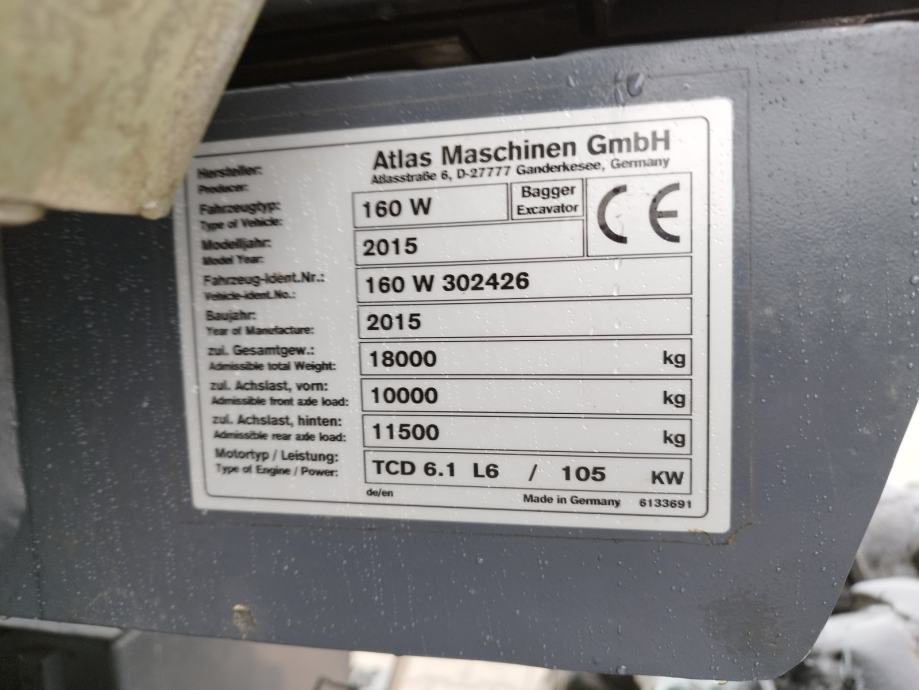 Hersteller: Atlas Maschinen GmbH
Producer: Atlasstraße 6, D-27777 Ganderkesee, Germany
Fahrzeugtyp: 160 W Bagger CE
Type of Vehicle: Excavator
Modelljahr: 2015
Model Year:
Fahrzeug-Ident.Nr.: 160 W 302426
Vehicle-ident.No.:
Baujahr: 2015
Year of Manufacture:
zul. Gesamtgew.: 18000 kg
Admissible total Weight:
zul. Achslast, vorn: 10000 kg
Admissible front axle load:
zul. Achslast, hinten: 11500 kg
Admissible rear axle load:
Motortyp / Leistung: TCD 6.1 L6 / 105 KW
Type of Engine / Power:
de/en Made in Germany 6133691